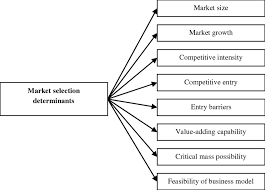 Market selection
determinants
Market size
Market growth
Competitive intensity
Competitive entry
Entry barriers
Value-adding capability
Critical mass possibility
Feasibility of business model